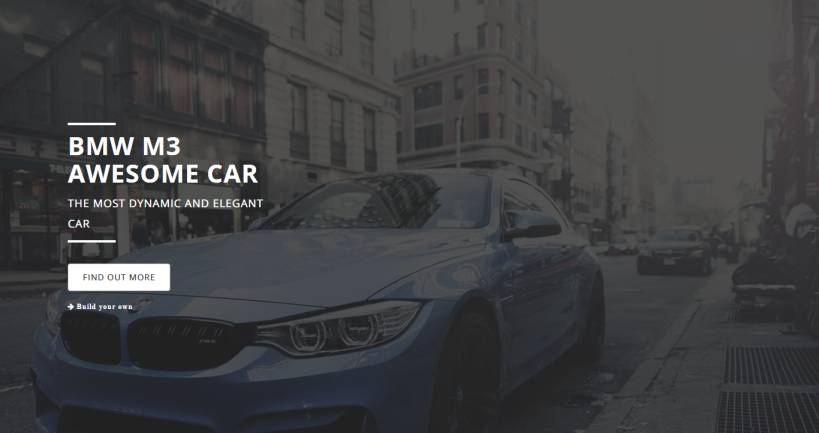 BMW M3
AWESOME CAR
THE MOST DYNAMIC AND ELEGANT
CAR
FIND OUT MORE
→ Build your own